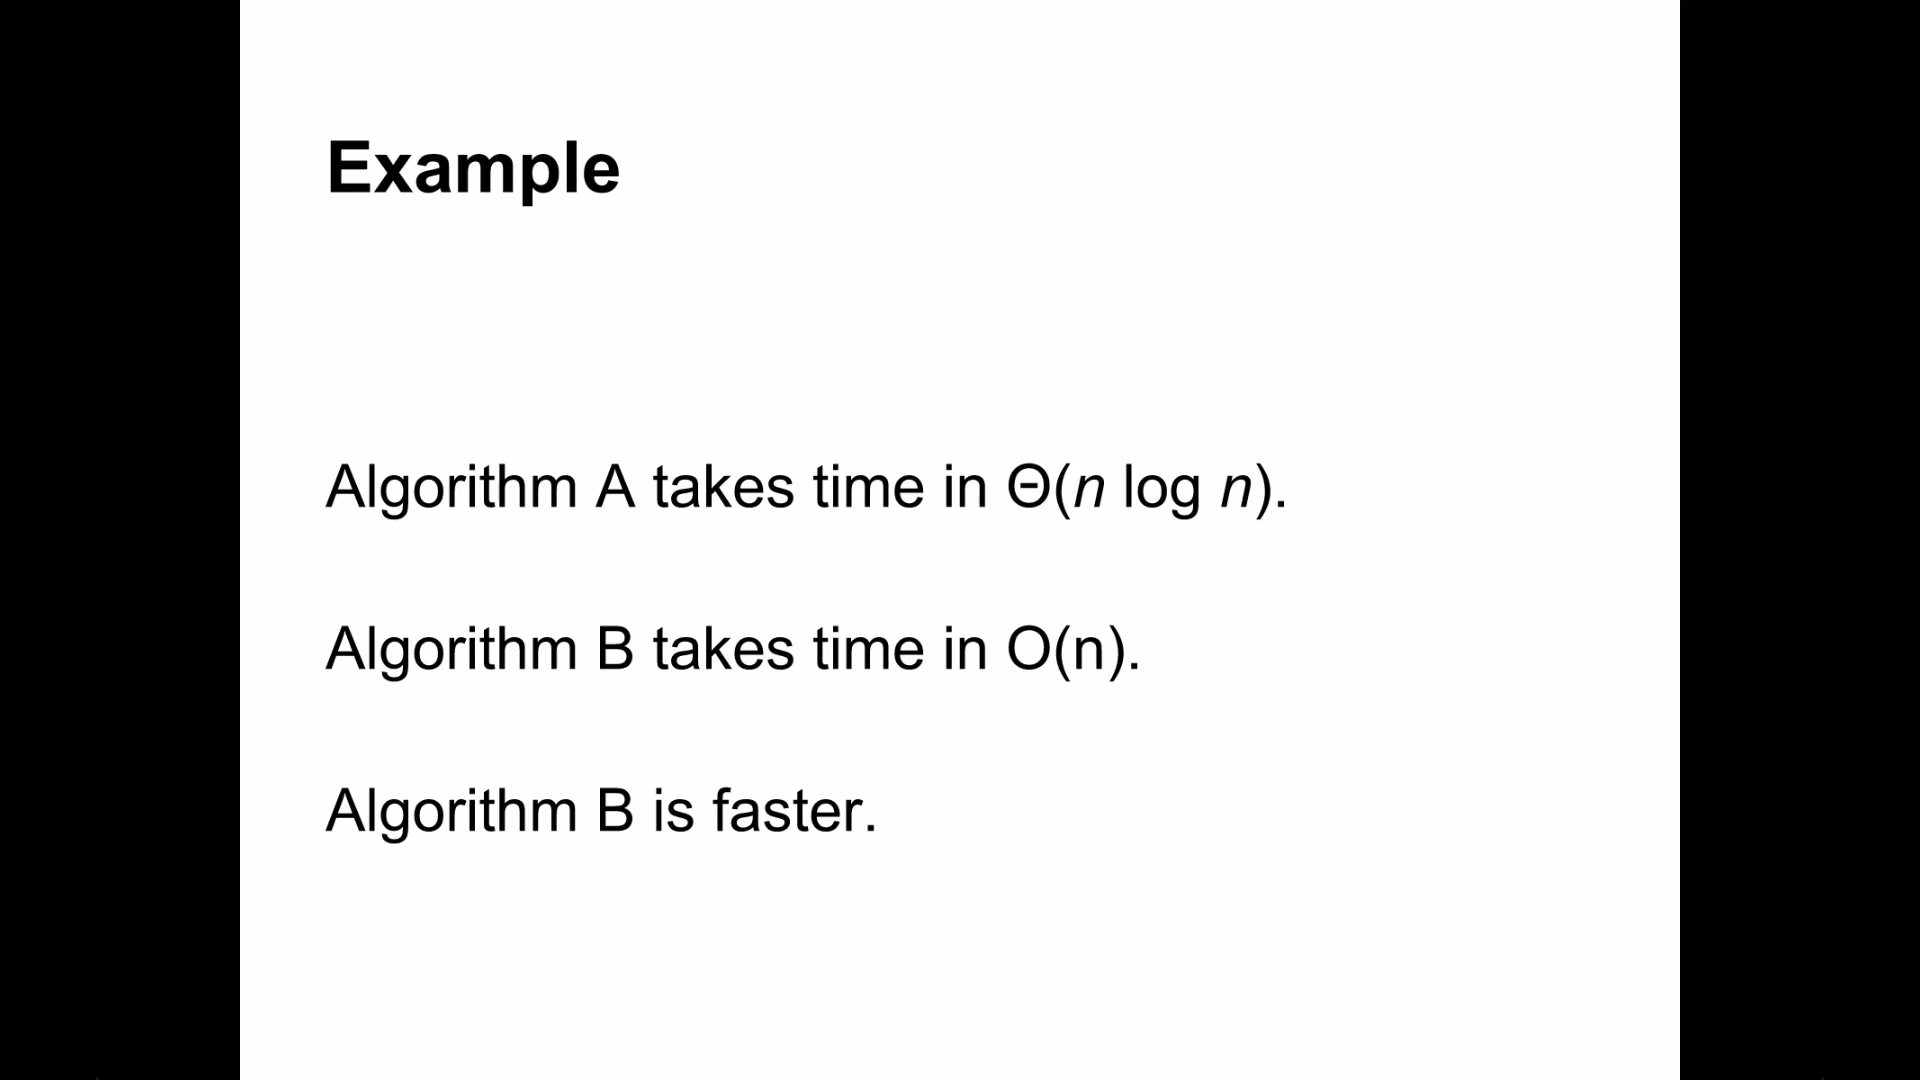 Example
Algorithm A takes time in Θ(n log n).
Algorithm B takes time in O(n).
Algorithm B is faster.